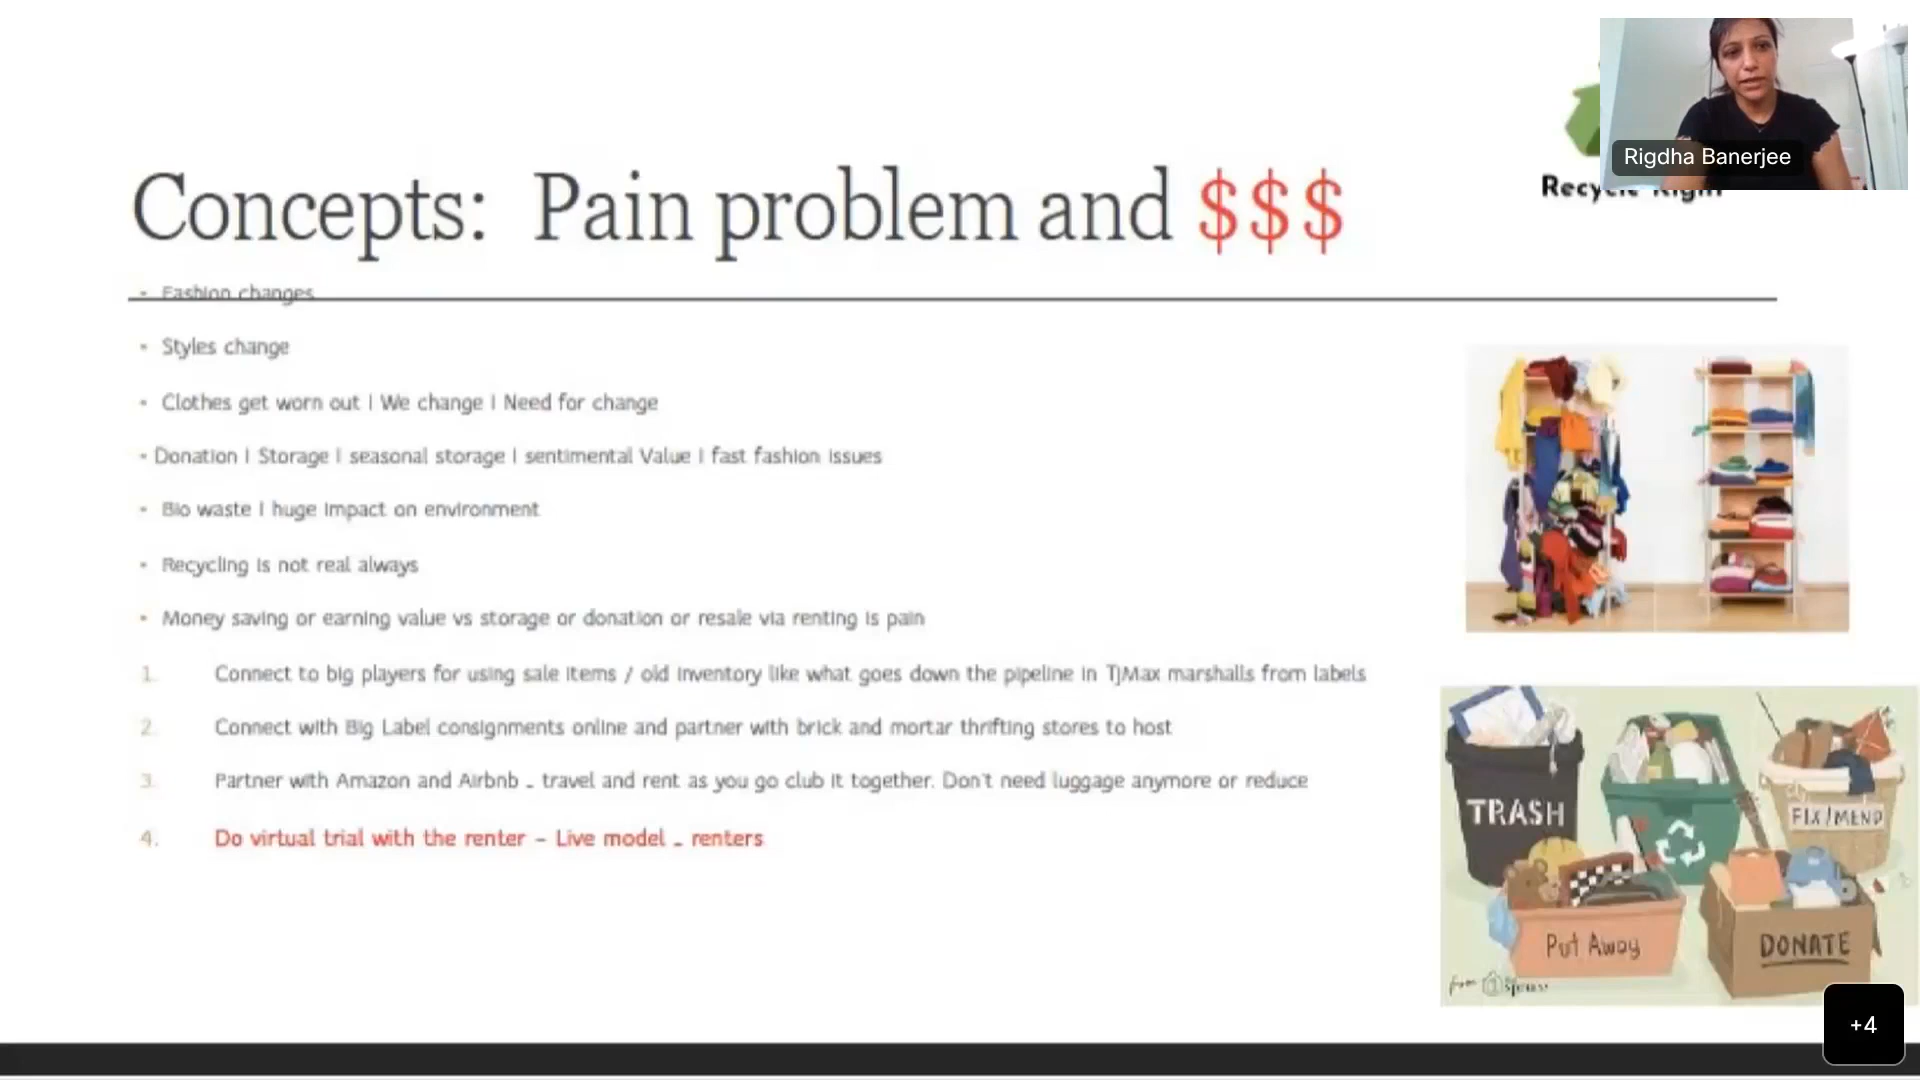 Rigdha Banerjee
Recycle Right
Concepts: Pain problem and $$$
• Fashion changes
• Styles change
• Clothes get worn out | We change | Need for change
• Donation | Storage | seasonal storage | sentimental Value | fast fashion issues
• Bio waste | huge impact on environment
• Recycling is not real always
• Money saving or earning value vs storage or donation or resale via renting is pain
1. Connect to big players for using sale items / old inventory like what goes down the pipeline in TJMax marshalls from labels
2. Connect with Big Label consignments online and partner with brick and mortar thrifting stores to host
3. Partner with Amazon and Airbnb _ travel and rent as you go club it together. Don't need luggage anymore or reduce
4. Do virtual trial with the renter - Live model _ renters
TRASH
FIX/MEND
Put Away
DONATE
from
+4